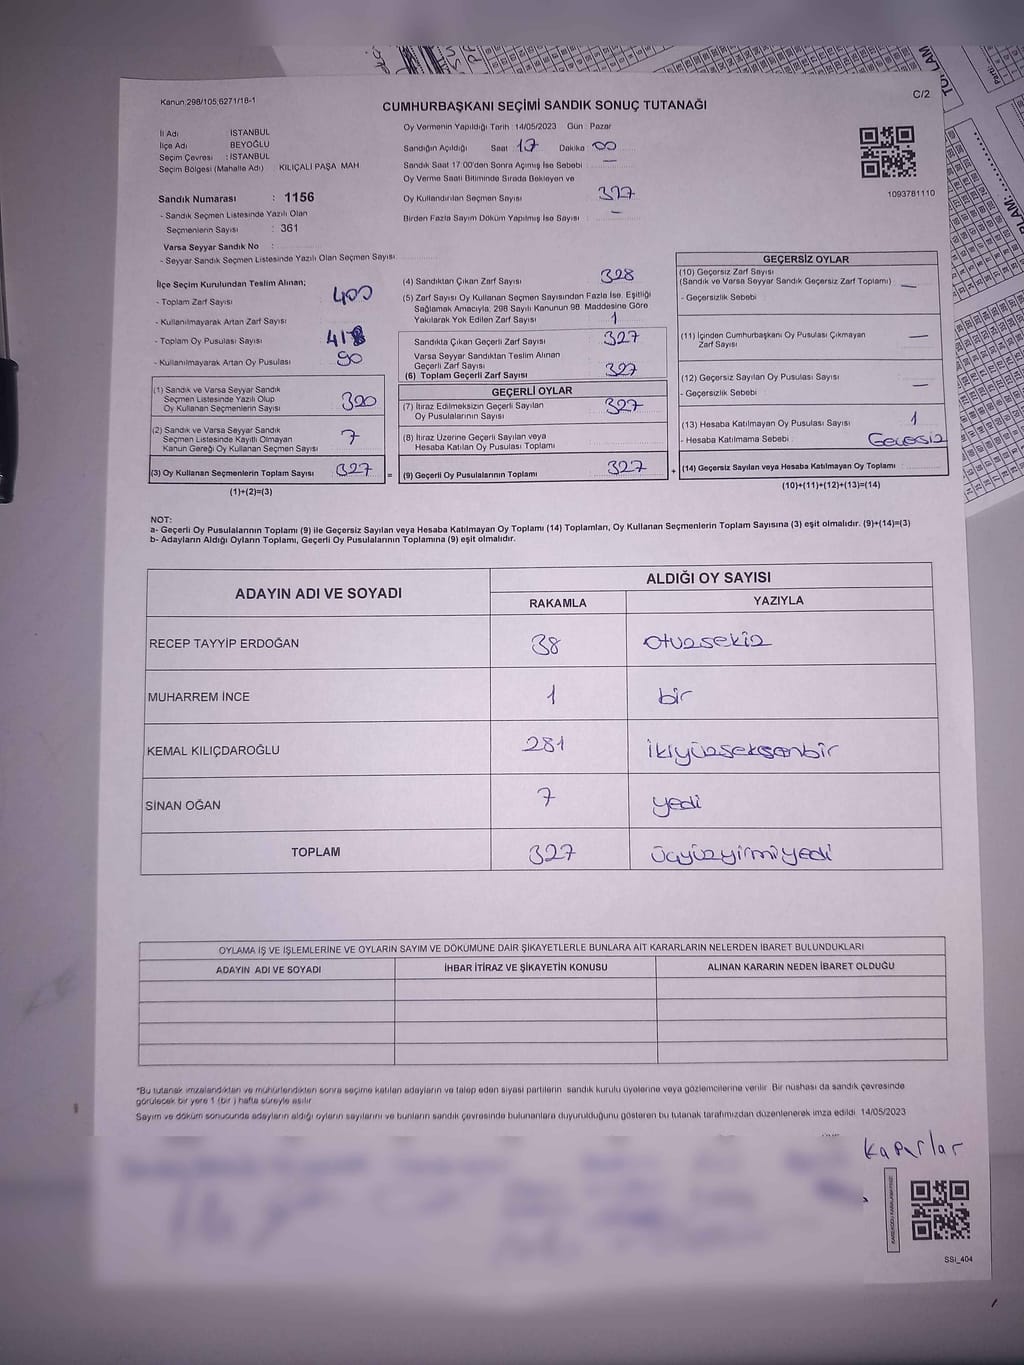 Kanun:298/105,6271/18-1
C/2
CUMHURBAŞKANI SEÇİMİ SANDIK SONUÇ TUTANAĞI
İl Adı İSTANBUL
İlçe Adı BEYOĞLU
Seçim Çevresi : İSTANBUL
Seçim Bölgesi (Mahalle Adı) : KILIÇALİ PAŞA MAH
Oy Vermenin Yapıldığı Tarih 14/05/2023 Gün Pazar
Sandığın Açıldığı Saat 17 Dakika 00
Sandık Saat 17 00'den Sonra Açımış İse Sebebi —
Oy Verme Saati Bitiminde Sırada Bekleyen ve
Oy Kullandırılan Seçmen Sayısı 327
Birden Fazla Sayım Döküm Yapılmış İse Sayısı : —
1093781110
Sandık Numarası : 1156
- Sandık Seçmen Listesinde Yazılı Olan
Seçmenlerin Sayısı : 361
Varsa Seyyar Sandık No :
- Seyyar Sandık Seçmen Listesinde Yazılı Olan Seçmen Sayısı:
İlçe Seçim Kurulundan Teslim Alınan;
- Toplam Zarf Sayısı 400
- Kullanılmayarak Artan Zarf Sayısı
- Toplam Oy Pusulası Sayısı
- Kullanılmayarak Artan Oy Pusulası 90
(1) Sandık ve Varsa Seyyar Sandık
Seçmen Listesinde Yazılı Olup
Oy Kullanan Seçmenlerin Sayısı 320
(2) Sandık ve Varsa Seyyar Sandık
Seçmen Listesinde Kayıtlı Olmayan
Kanun Gereği Oy Kullanan Seçmen Sayısı 7
(3) Oy Kullanan Seçmenlerin Toplam Sayısı 327
(1)+(2)=(3)
(4) Sandıktan Çıkan Zarf Sayısı 328
(5) Zarf Sayısı Oy Kullanan Seçmen Sayısından Fazla İse, Eşitliği
Sağlamak Amacıyla, 298 Sayılı Kanunun 98. Maddesine Göre
Yakılarak Yok Edilen Zarf Sayısı 1
Sandıkta Çıkan Geçerli Zarf Sayısı 327
Varsa Seyyar Sandıktan Teslim Alınan
Geçerli Zarf Sayısı
(6) Toplam Geçerli Zarf Sayısı 327
GEÇERLİ OYLAR
(7) İtiraz Edilmeksizin Geçerli Sayılan
Oy Pusulalarının Sayısı 327
(8) İtiraz Üzerine Geçerli Sayılan veya
Hesaba Katılan Oy Pusulası Toplamı
= (9) Geçerli Oy Pusulalarının Toplamı 327
GEÇERSİZ OYLAR
(10) Geçersiz Zarf Sayısı
(Sandık ve Varsa Seyyar Sandık Geçersiz Zarf Toplamı) —
- Geçersizlik Sebebi
(11) İçinden Cumhurbaşkanı Oy Pusulası Çıkmayan
Zarf Sayısı —
(12) Geçersiz Sayılan Oy Pusulası Sayısı
- Geçersizlik Sebebi —
(13) Hesaba Katılmayan Oy Pusulası Sayısı 1
- Hesaba Katılmama Sebebi : Gecersiz
+ (14) Geçersiz Sayılan veya Hesaba Katılmayan Oy Toplamı
(10)+(11)+(12)+(13)=(14)
NOT:
a- Geçerli Oy Pusulalarının Toplamı (9) ile Geçersiz Sayılan veya Hesaba Katılmayan Oy Toplamı (14) Toplamları, Oy Kullanan Seçmenlerin Toplam Sayısına (3) eşit olmalıdır. (9)+(14)=(3)
b- Adayların Aldığı Oyların Toplamı, Geçerli Oy Pusulalarının Toplamına (9) eşit olmalıdır.
ADAYIN ADI VE SOYADI
ALDIĞI OY SAYISI
RAKAMLA YAZIYLA
RECEP TAYYİP ERDOĞAN 38 otuzsekiz
MUHARREM İNCE 1 bir
KEMAL KILIÇDAROĞLU 281 ikiyüzseksenbir
SİNAN OĞAN 7 yedi
TOPLAM 327 üçyüzyirmiyedi
OYLAMA İŞ VE İŞLEMLERİNE VE OYLARIN SAYIM VE DÖKÜMÜNE DAİR ŞİKAYETLERLE BUNLARA AİT KARARLARIN NELERDEN İBARET BULUNDUKLARI
ADAYIN ADI VE SOYADI İHBAR İTİRAZ VE ŞİKAYETİN KONUSU ALINAN KARARIN NEDEN İBARET OLDUĞU
*Bu tutanak imzalandıktan ve mühürlendikten sonra seçime katılan adayların ve talep eden siyasi partilerin sandık kurulu üyelerine veya gözlemcilerine verilir. Bir nüshası da sandık çevresinde
görülecek bir yere 1 (bir ) hafta süreyle asılır
Sayım ve döküm sonucunda adayların aldığı oyların sayılarını ve bunların sandık çevresinde bulunanlara duyurulduğunu gösteren bu tutanak tarafımızdan düzenlenerek imza edildi. 14/05/2023
kaparlar
SSI_404